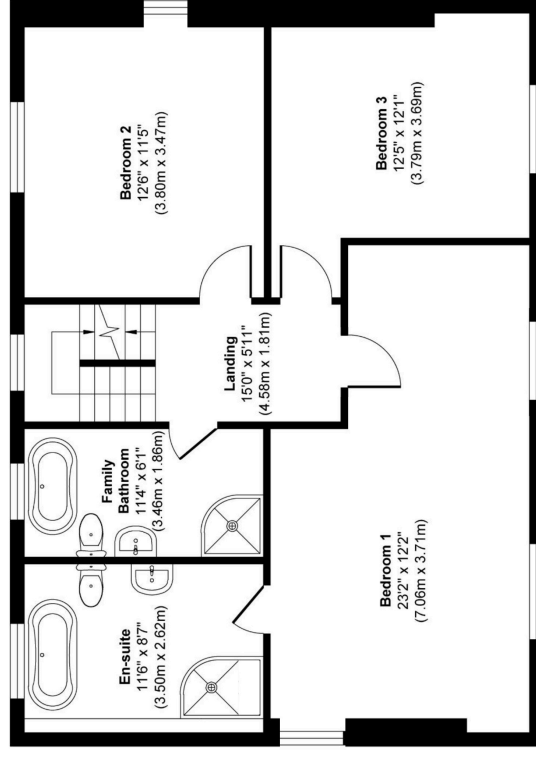 Bedroom 2
12'6" x 11'5"
(3.80m x 3.47m)
Bedroom 3
12'5" x 12'1"
(3.79m x 3.69m)
Landing
15'0" x 5'11"
(4.58m x 1.81m)
Family
Bathroom
11'4" x 6'1"
(3.46m x 1.86m)
En-suite
11'6" x 8'7"
(3.50m x 2.62m)
Bedroom 1
23'2" x 12'2"
(7.06m x 3.71m)